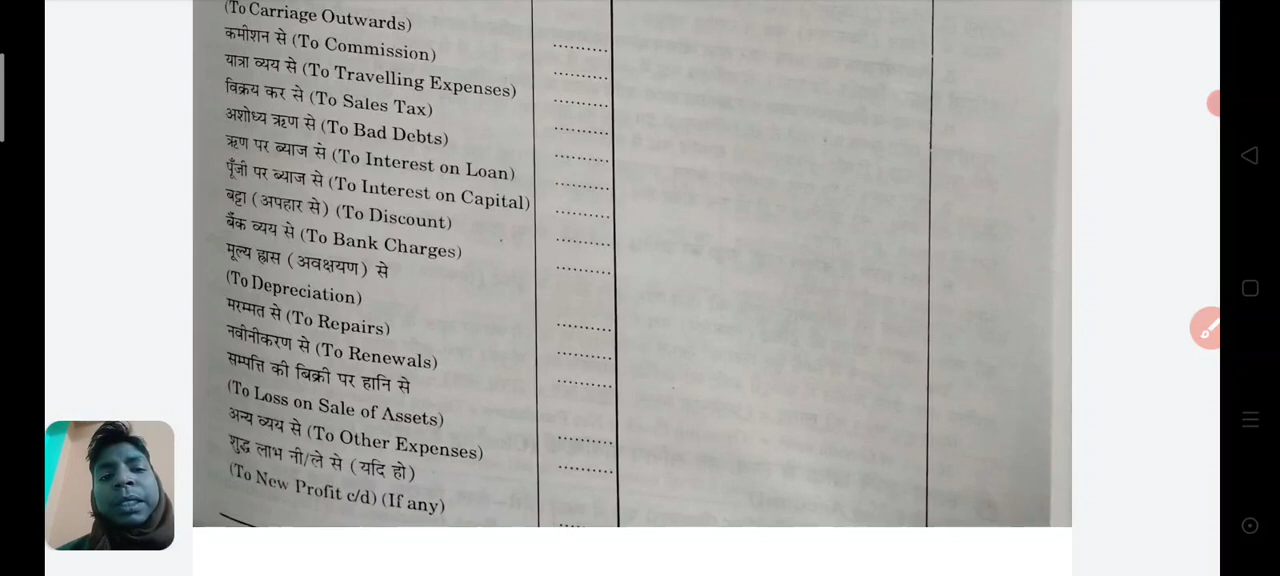 (To Carriage Outwards)
कमीशन से (To Commission) ..........
यात्रा व्यय से (To Travelling Expenses) ..........
विक्रय कर से (To Sales Tax) ..........
अशोध्य ऋण से (To Bad Debts) ..........
ऋण पर ब्याज से (To Interest on Loan) ..........
पूँजी पर ब्याज से (To Interest on Capital) ..........
बट्टा (अपहार से) (To Discount) ..........
बैंक व्यय से (To Bank Charges) ..........
मूल्य ह्रास (अवक्षयण) से ..........
(To Depreciation)
मरम्मत से (To Repairs) ..........
नवीनीकरण से (To Renewals) ..........
सम्पत्ति की बिक्री पर हानि से ..........
(To Loss on Sale of Assets)
अन्य व्यय से (To Other Expenses) ..........
शुद्ध लाभ नी/ले से (यदि हो) ..........
(To New Profit c/d) (If any) ....